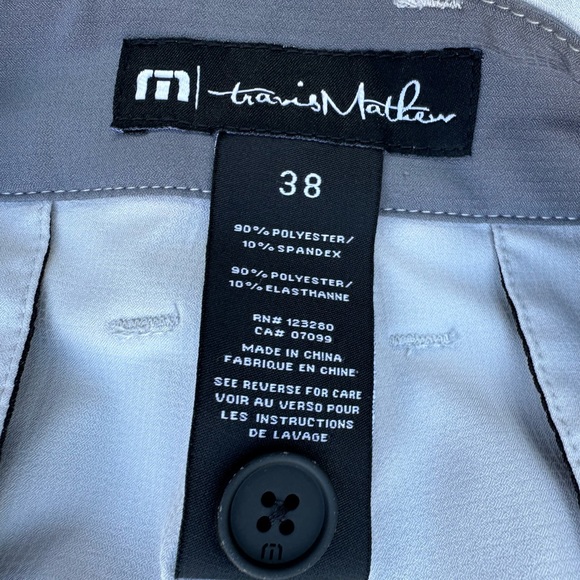 travisMathew
38
90% POLYESTER/
10% SPANDEX
90% POLYESTER/
10% ELASTHANNE
RN# 123280
CA# 07099
MADE IN CHINA
FABRIQUE EN CHINE
SEE REVERSE FOR CARE
VOIR AU VERSO POUR
LES INSTRUCTIONS
DE LAVAGE